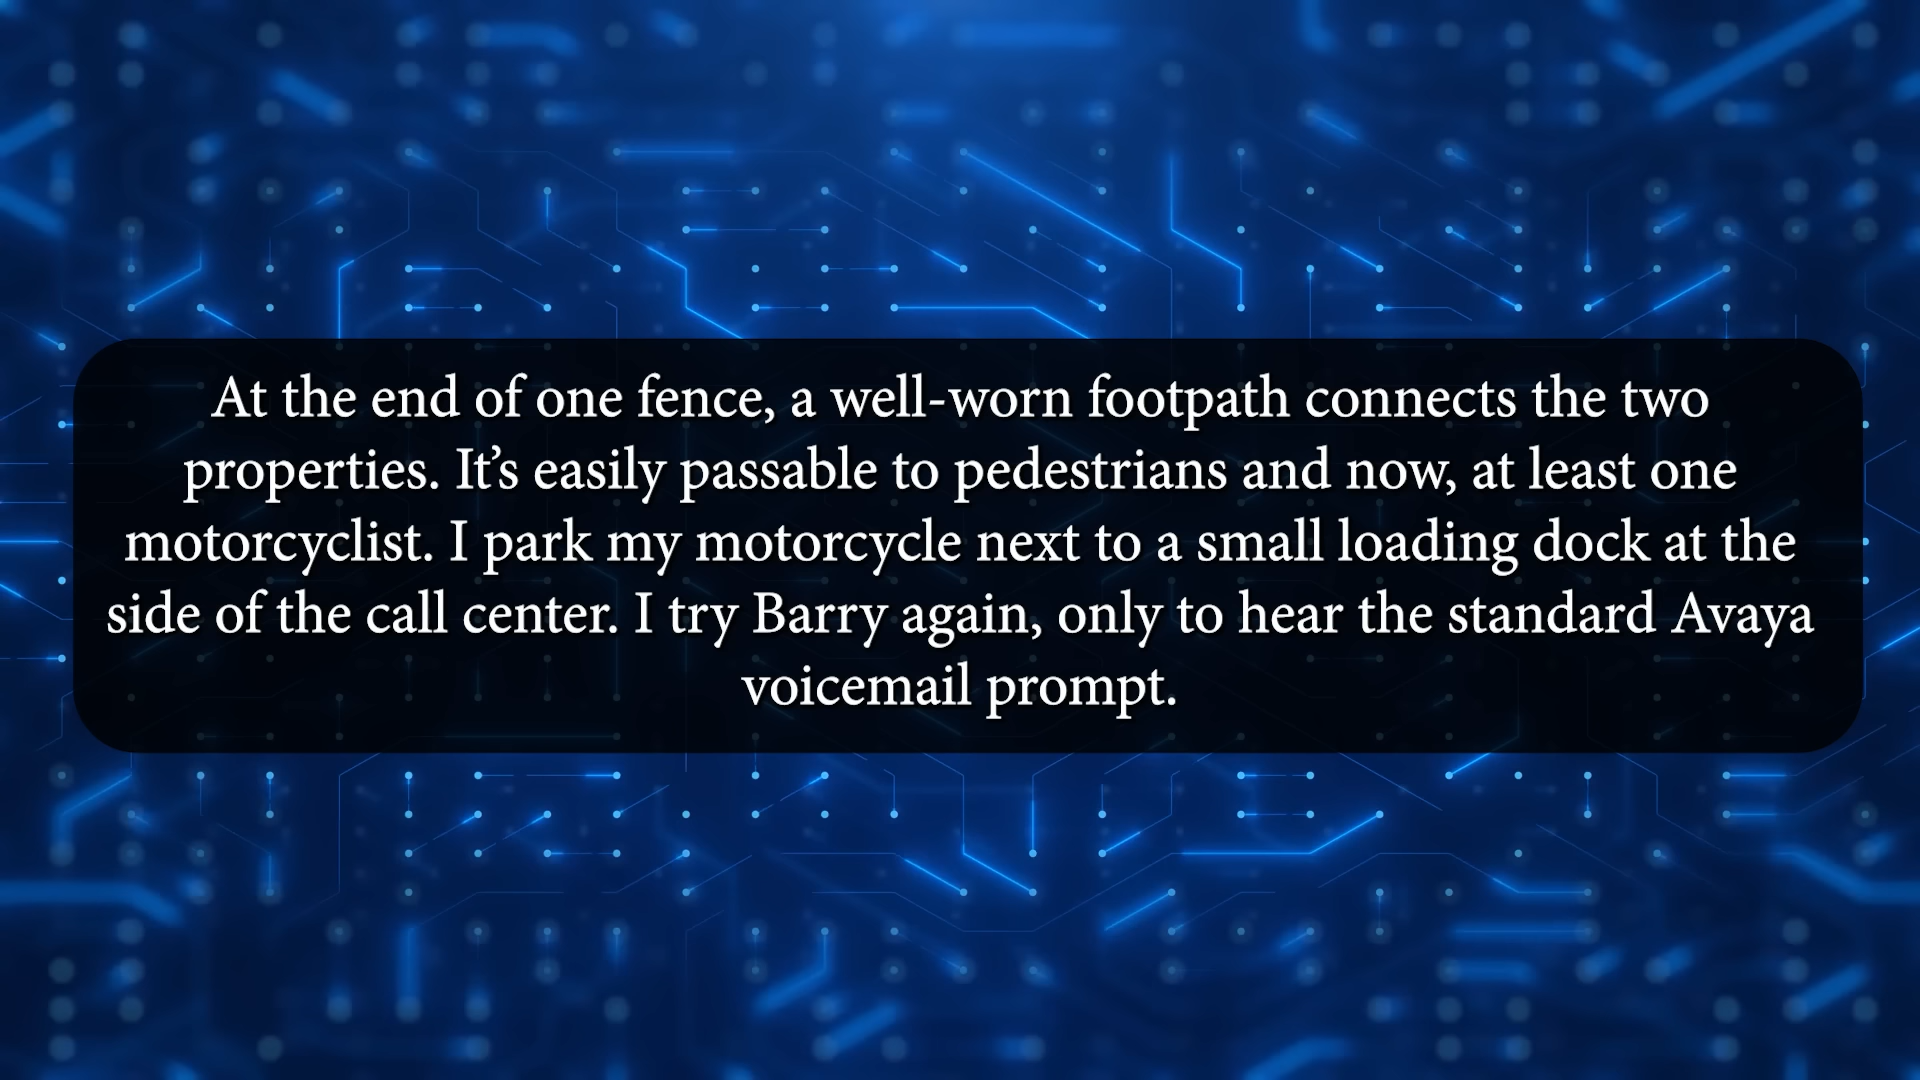 At the end of one fence, a well-worn footpath connects the two
properties. It’s easily passable to pedestrians and now, at least one
motorcyclist. I park my motorcycle next to a small loading dock at the
side of the call center. I try Barry again, only to hear the standard Avaya
voicemail prompt.